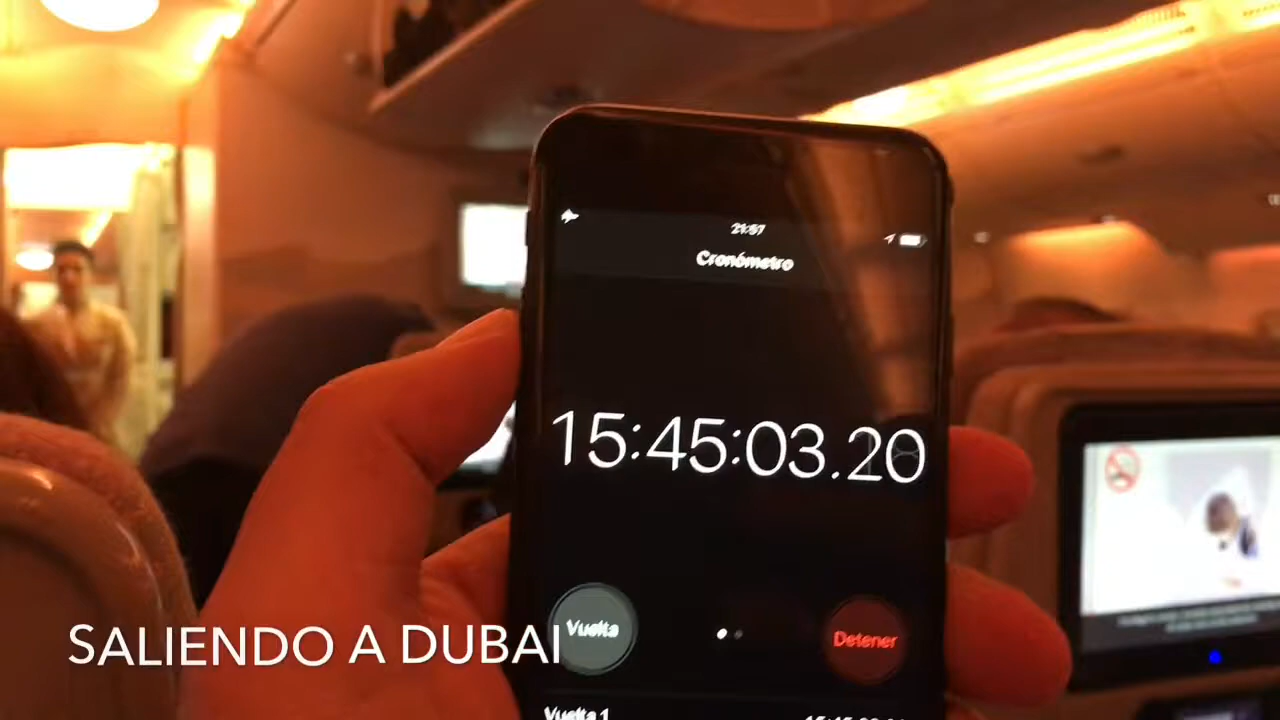 21:57
Cronómetro
15:45:03.20
Vuelta
Detener
SALIENDO A DUBAI
Vuelta 1